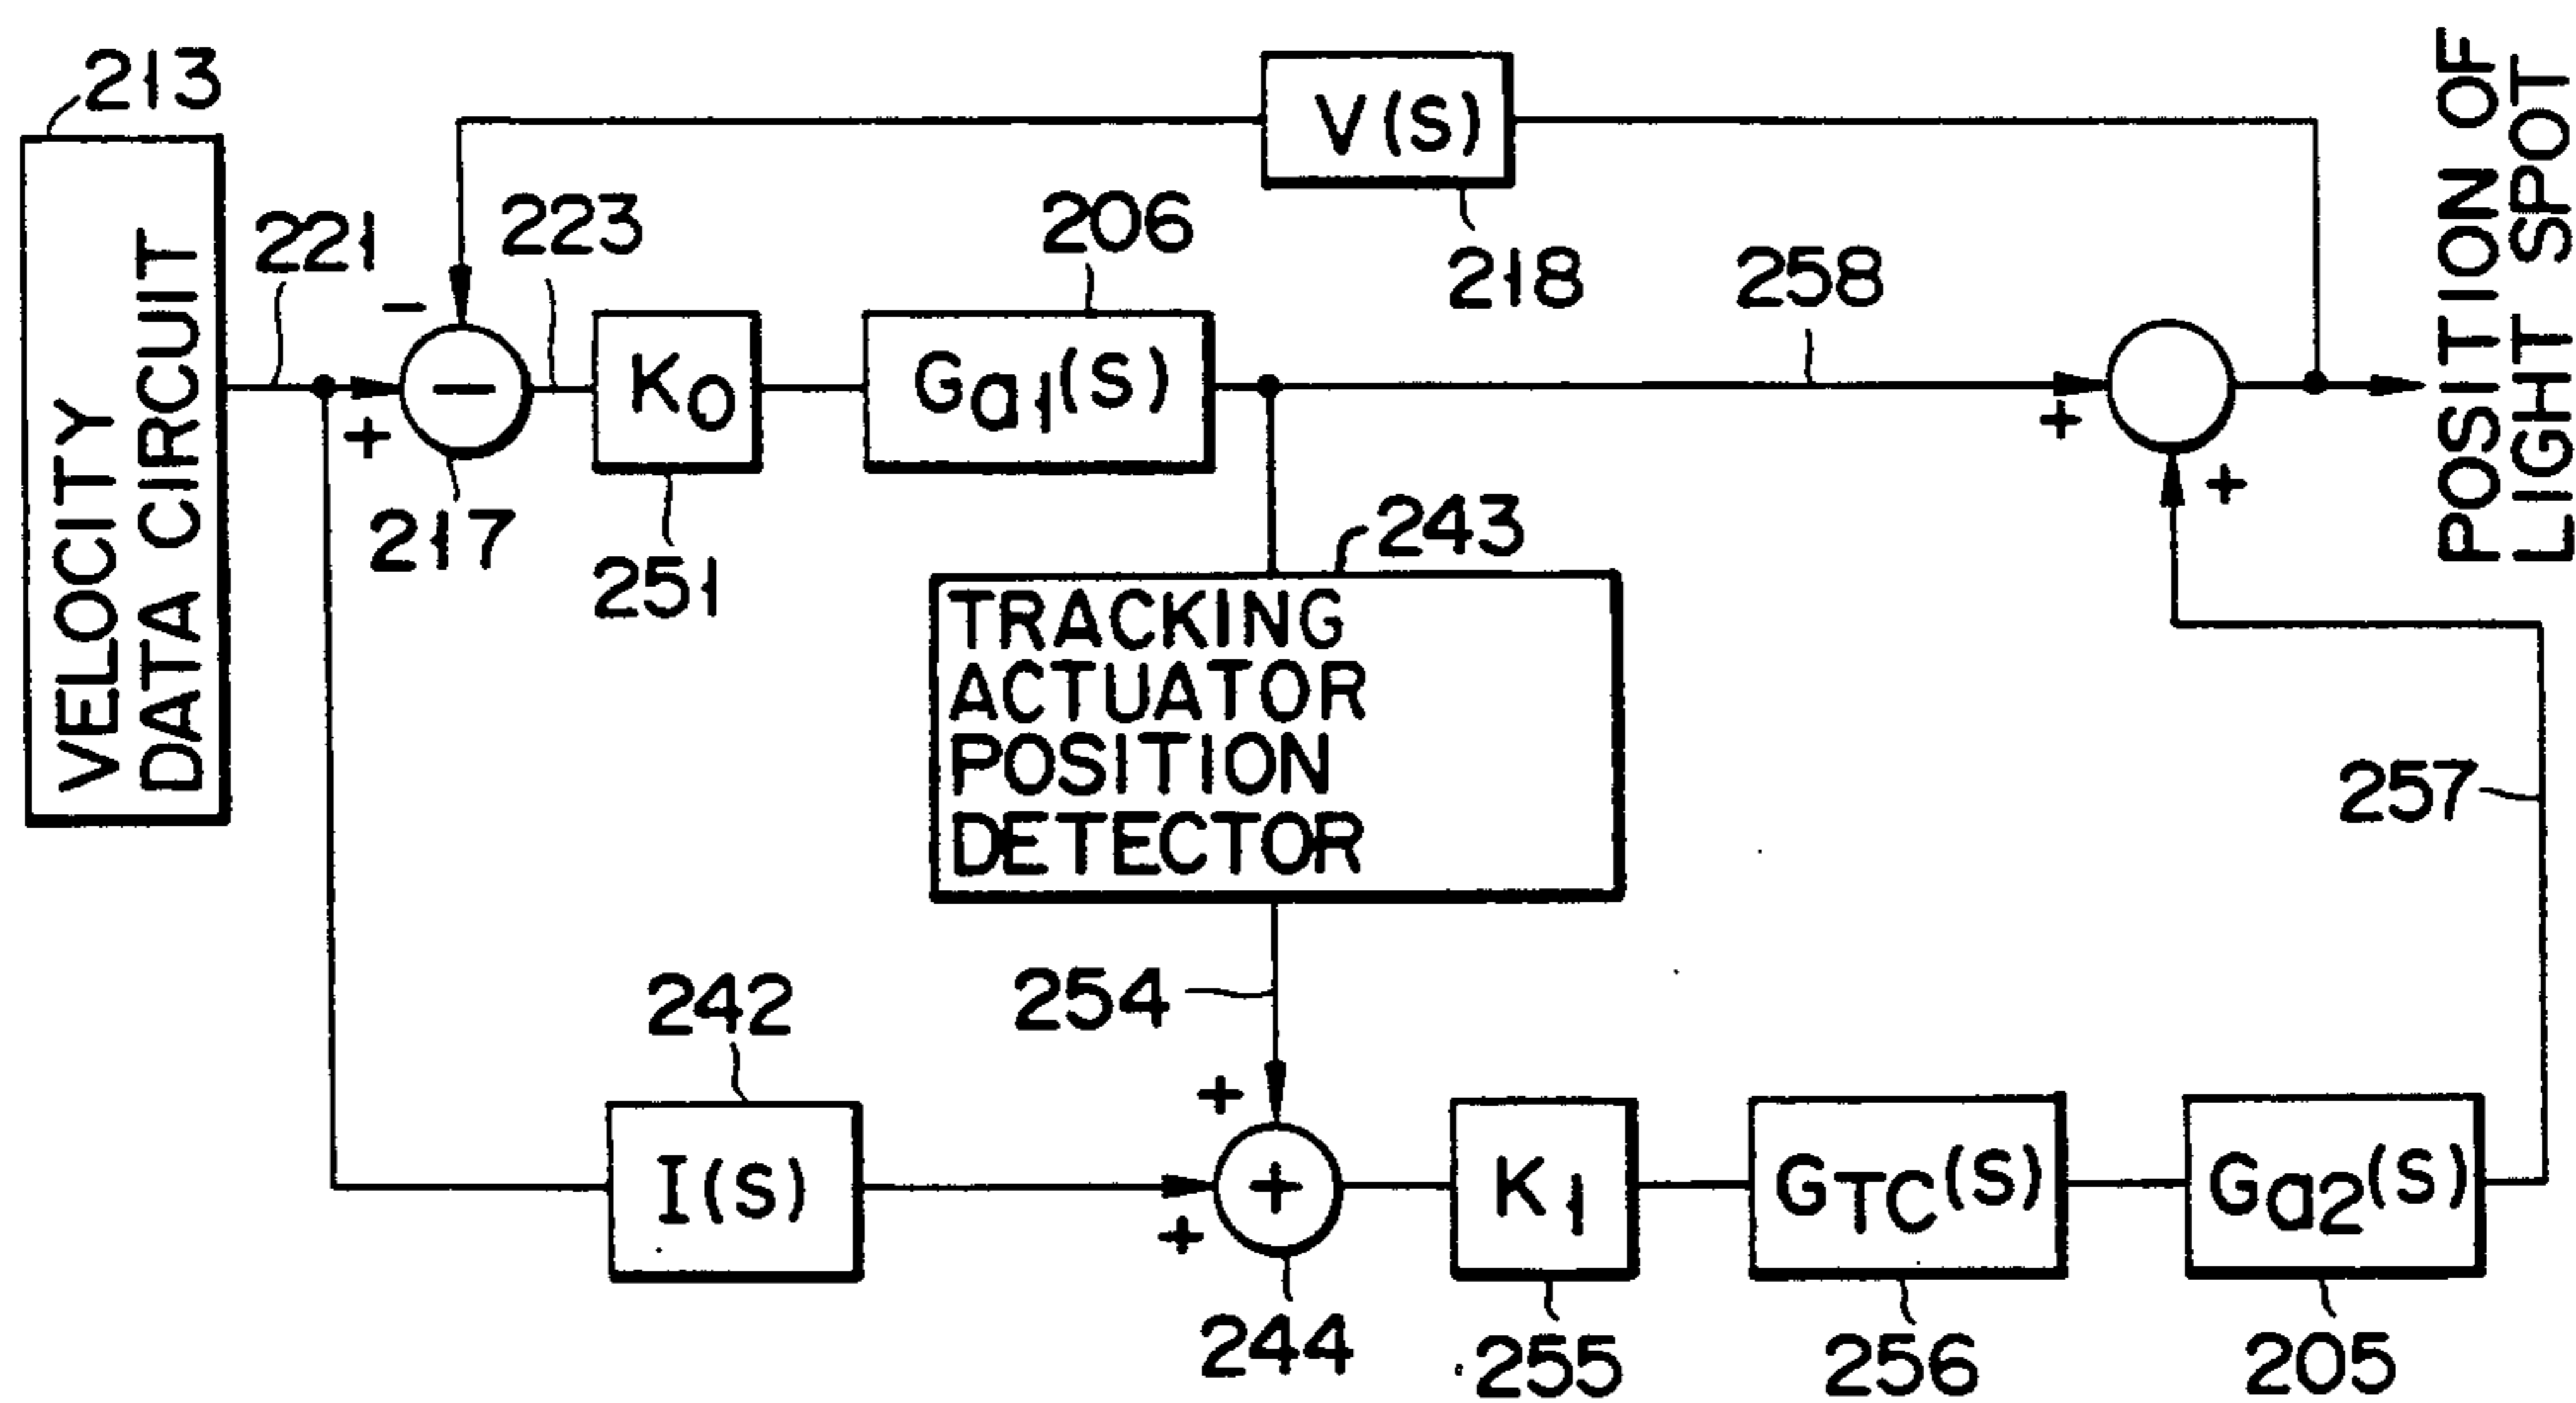 213
VELOCITY
DATA CIRCUIT
221
-
+
-
217
223
K0
251
206
Ga1(S)
V(S)
218
258
+
+
POSITION OF
LIGHT SPOT
243
TRACKING
ACTUATOR
POSITION
DETECTOR
254
257
242
I(S)
+
+
+
244
K1
255
GTC(S)
256
Ga2(S)
205